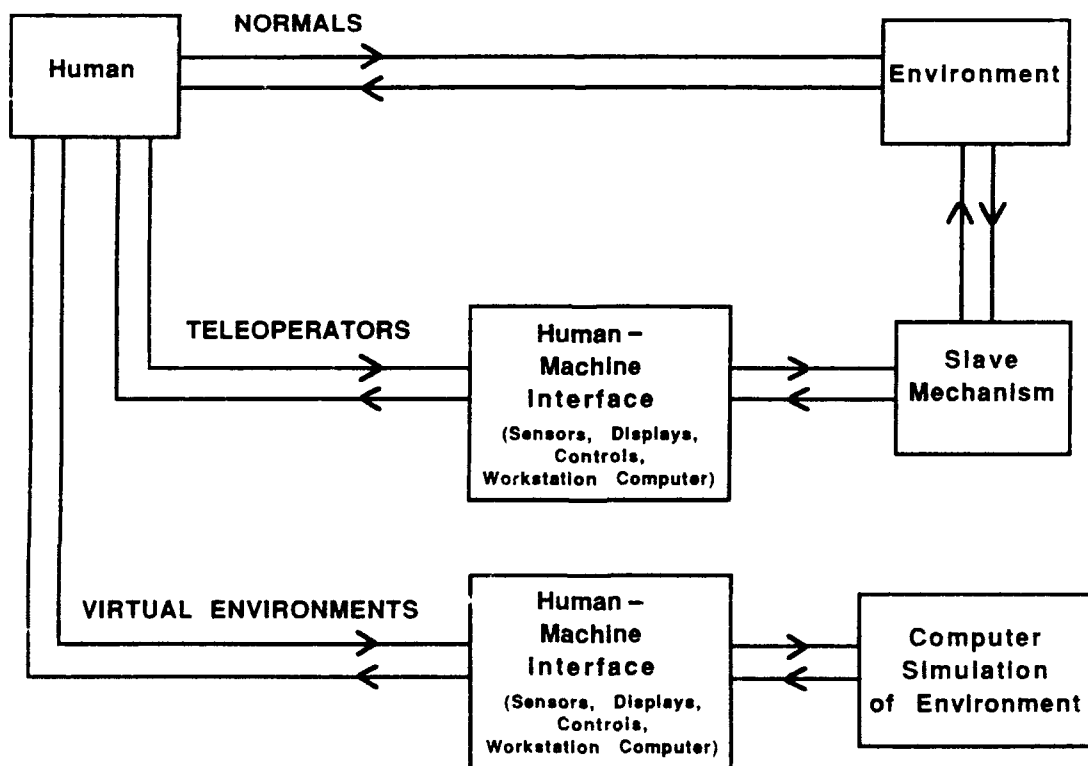 NORMALS
Human
Environment
TELEOPERATORS
Human –
Machine
Interface
(Sensors, Displays,
Controls,
Workstation Computer)
Slave
Mechanism
VIRTUAL ENVIRONMENTS
Human –
Machine
Interface
(Sensors, Displays,
Controls,
Workstation Computer)
Computer
Simulation
of Environment